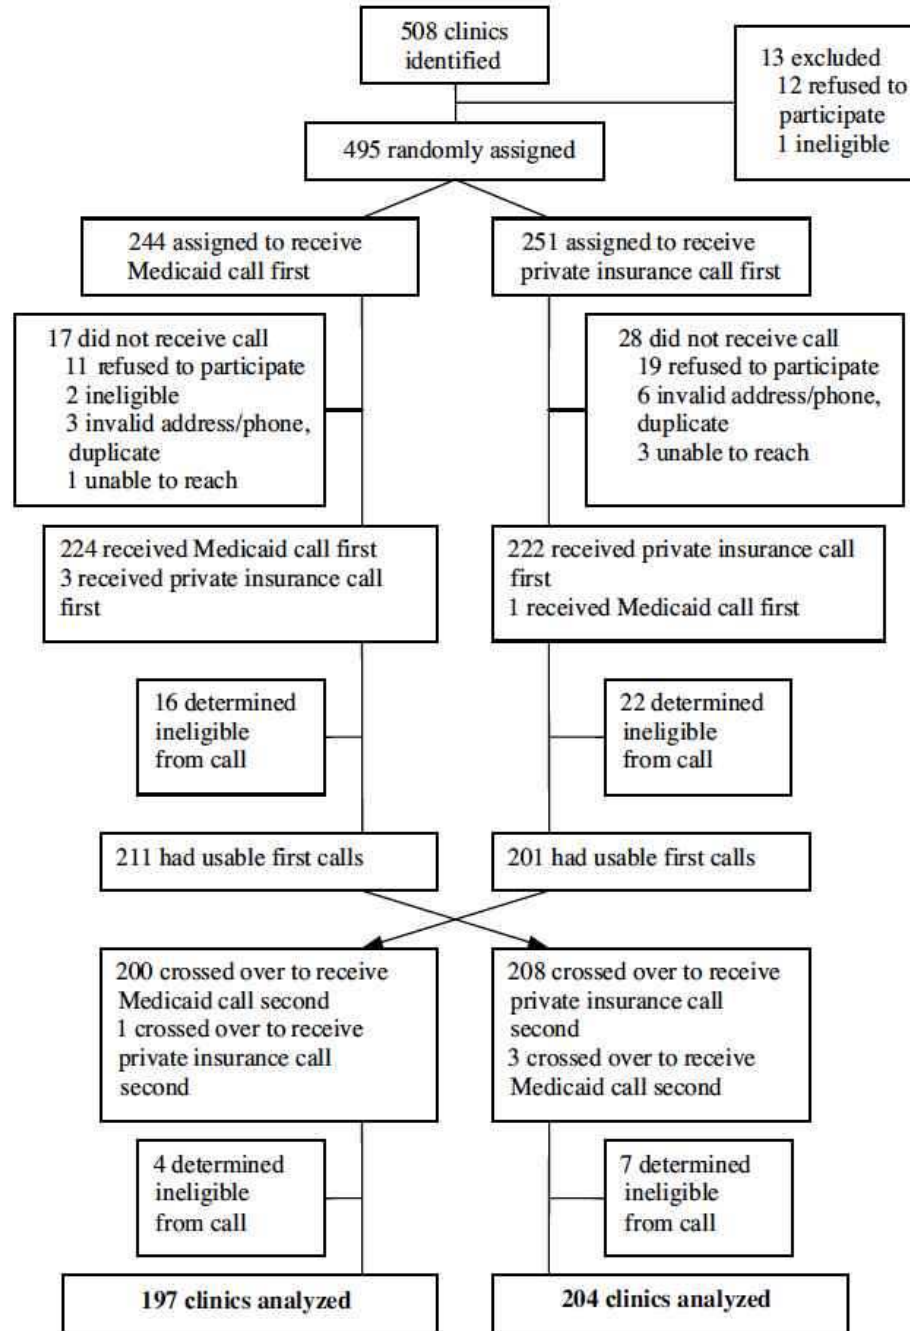 508 clinics
identified
13 excluded
12 refused to
participate
1 ineligible
495 randomly assigned
244 assigned to receive
Medicaid call first
251 assigned to receive
private insurance call first
17 did not receive call
11 refused to participate
2 ineligible
3 invalid address/phone,
duplicate
1 unable to reach
28 did not receive call
19 refused to participate
6 invalid address/phone,
duplicate
3 unable to reach
224 received Medicaid call first
3 received private insurance call
first
222 received private insurance call
first
1 received Medicaid call first
16 determined
ineligible
from call
22 determined
ineligible
from call
211 had usable first calls
201 had usable first calls
200 crossed over to receive
Medicaid call second
1 crossed over to receive
private insurance call
second
208 crossed over to receive
private insurance call
second
3 crossed over to receive
Medicaid call second
4 determined
ineligible
from call
7 determined
ineligible
from call
197 clinics analyzed
204 clinics analyzed